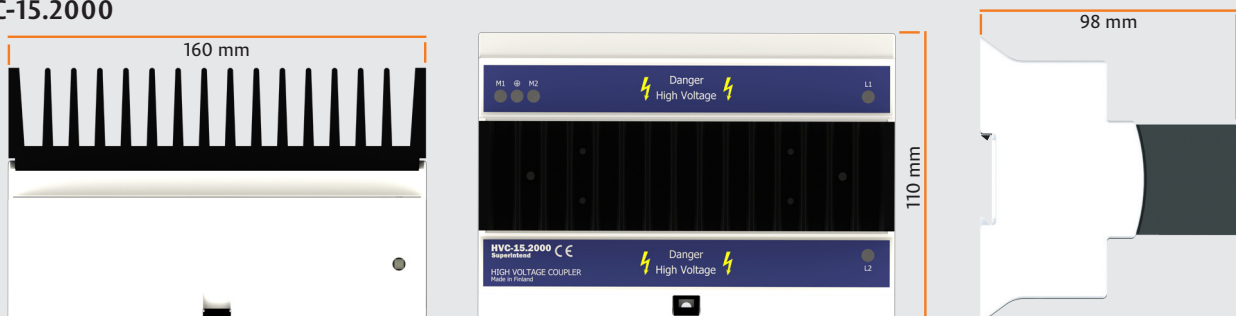 C-15.2000
160 mm
98 mm
110 mm
M1 ⊕ M2
Danger
High Voltage
L1
HVC-15.2000 CE
Superintend
HIGH VOLTAGE COUPLER
Made in Finland
Danger
High Voltage
L2